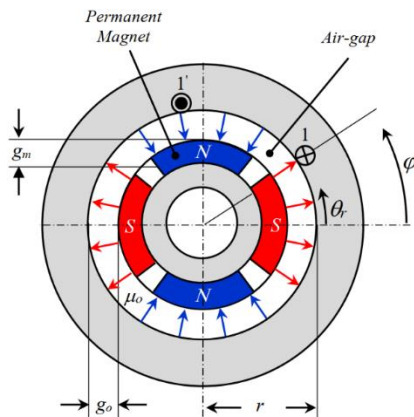 Permanent
Magnet
Air-gap
1'
1
g_m
N
φ
S
S
θ_r
μ_o
N
g_o
r